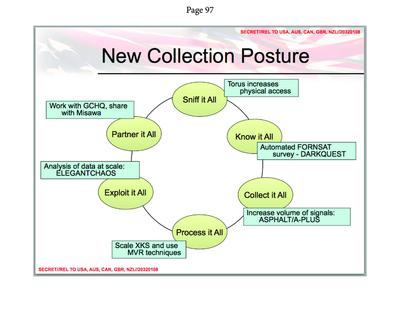 Page 97
SECRET//REL TO USA, AUS, CAN, GBR, NZL//20320108
New Collection Posture
Torus increases
physical access
Sniff it All
Work with GCHQ, share
with Misawa
Partner it All
Know it All
Automated FORNSAT
survey - DARKQUEST
Analysis of data at scale:
ELEGANTCHAOS
Exploit it All
Collect it All
Increase volume of signals:
ASPHALT/A-PLUS
Process it All
Scale XKS and use
MVR techniques
SECRET//REL TO USA, AUS, CAN, GBR, NZL//20320108